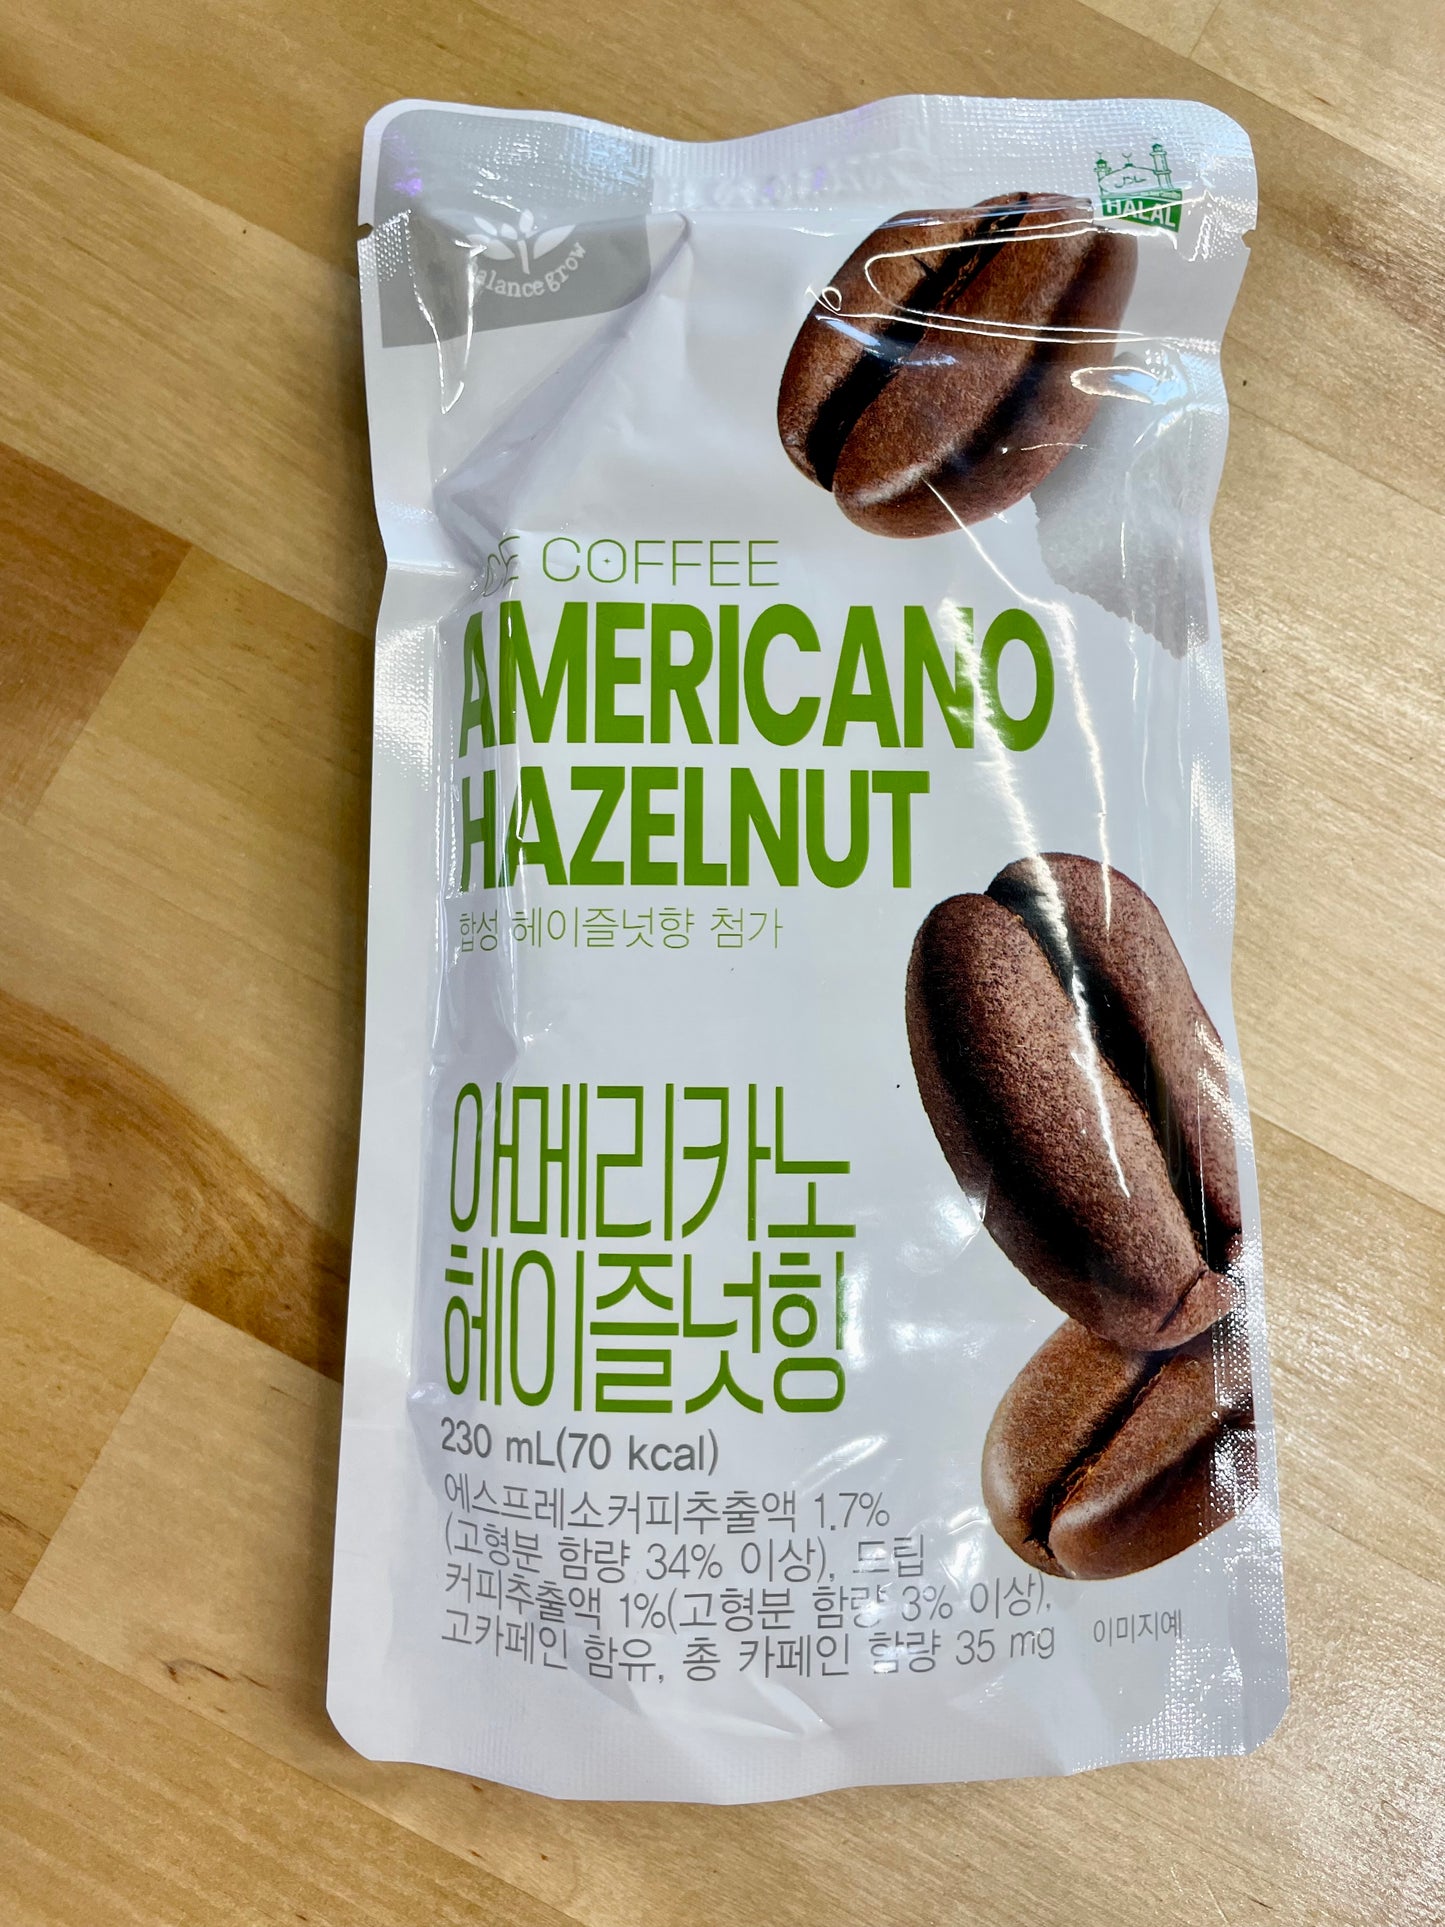 HALAL
balancegrow
ICE COFFEE
AMERICANO
HAZELNUT
합성 헤이즐넛향 첨가
아메리카노
헤이즐넛향
230 mL(70 kcal)
에스프레소커피추출액 1.7%
(고형분 함량 34% 이상), 드립
커피추출액 1%(고형분 함량 3% 이상),
고카페인 함유, 총 카페인 함량 35 mg
이미지예